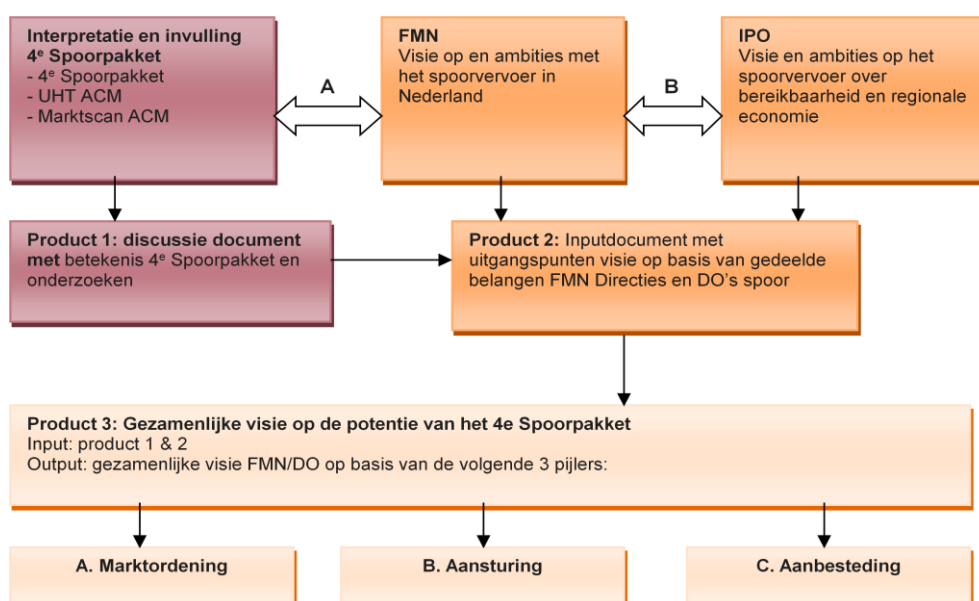 Interpretatie en invulling
4e Spoorpakket
- 4e Spoorpakket
- UHT ACM
- Marktscan ACM
A
FMN
Visie op en ambities met
het spoorvervoer in
Nederland
B
IPO
Visie en ambities op het
spoorvervoer over
bereikbaarheid en regionale
economie
Product 1: discussie document
met betekenis 4e Spoorpakket en
onderzoeken
Product 2: Inputdocument met
uitgangspunten visie op basis van gedeelde
belangen FMN Directies en DO's spoor
Product 3: Gezamenlijke visie op de potentie van het 4e Spoorpakket
Input: product 1 & 2
Output: gezamenlijke visie FMN/DO op basis van de volgende 3 pijlers:
A. Marktordening
B. Aansturing
C. Aanbesteding